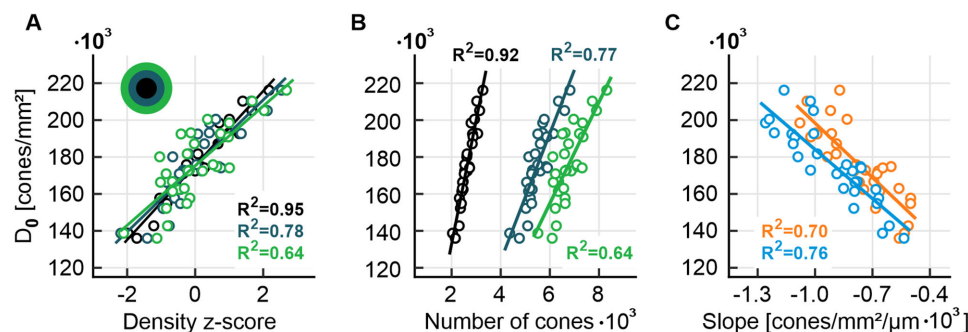 A
B
C
·10³
·10³
·10³
D₀ [cones/mm²]
220
200
180
160
140
120
R²=0.95
R²=0.78
R²=0.64
-2
0
2
Density z-score
220
200
180
160
140
120
R²=0.92
R²=0.77
R²=0.64
2
4
6
8
Number of cones ·10³
220
200
180
160
140
120
R²=0.70
R²=0.76
-1.3
-1.0
-0.7
-0.4
Slope [cones/mm²/µm ·10³]